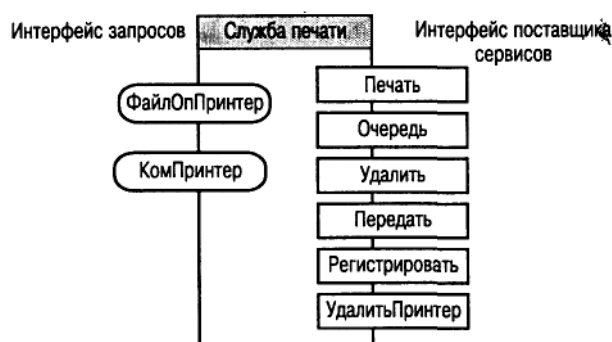 Интерфейс запросов
Служба печати
Интерфейс поставщика
сервисов
ФайлОпПринтер
КомПринтер
Печать
Очередь
Удалить
Передать
Регистрировать
УдалитьПринтер